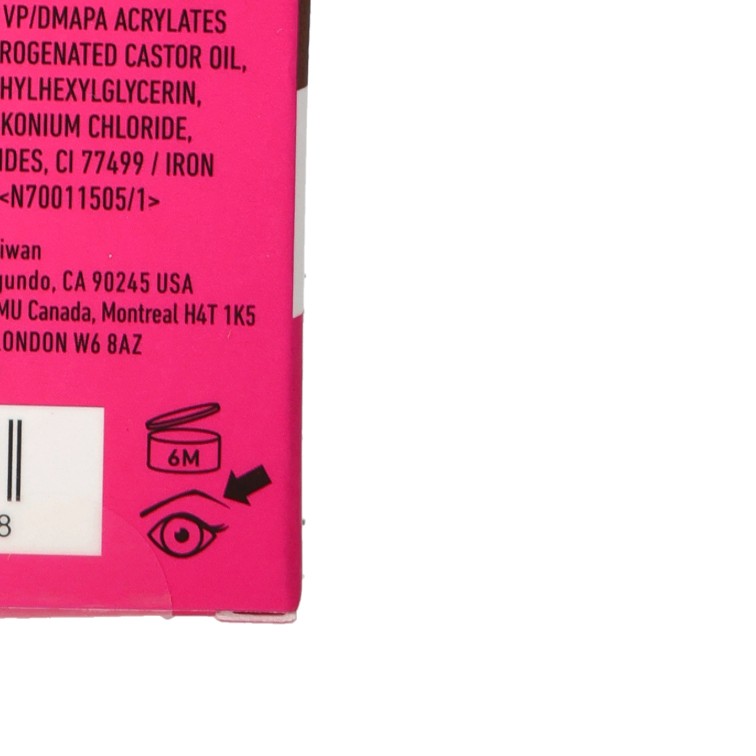 VP/DMAPA ACRYLATES
ROGENATED CASTOR OIL,
HYLHEXYLGLYCERIN,
KONIUM CHLORIDE,
IDES, CI 77499 / IRON
<N70011505/1>
iwan
gundo, CA 90245 USA
MU Canada, Montreal H4T 1K5
LONDON W6 8AZ
6M
8